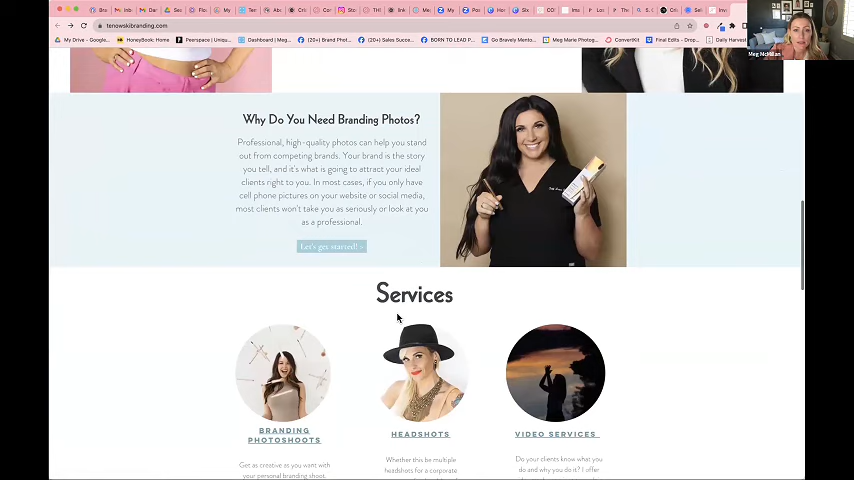 tenowskibranding.com
My Drive - Google...
HoneyBook: Home
Peerspace | Uniqu...
Dashboard | Meg...
(20+) Brand Phot...
(20+) Sales Succe...
BORN TO LEAD P...
Go Bravely Mento...
Meg Marie Photog...
Final Edits - Drop...
Daily Harvest
Meg McMillan
Why Do You Need Branding Photos?
Professional, high-quality photos can help you stand
out from competing brands. Your brand is the story
you tell, and it's what is going to attract your ideal
clients right to you. In most cases, if you only have
cell phone pictures on your website or social media,
most clients won't take you as seriously or look at you
as a professional.
Let's get started! >
Services
BRANDING
PHOTOSHOOTS
HEADSHOTS
VIDEO SERVICES
Get as creative as you want with
your personal branding shoot.
Whether this be multiple
headshots for a corporate
Do your clients know what you
do and why you do it? I offer